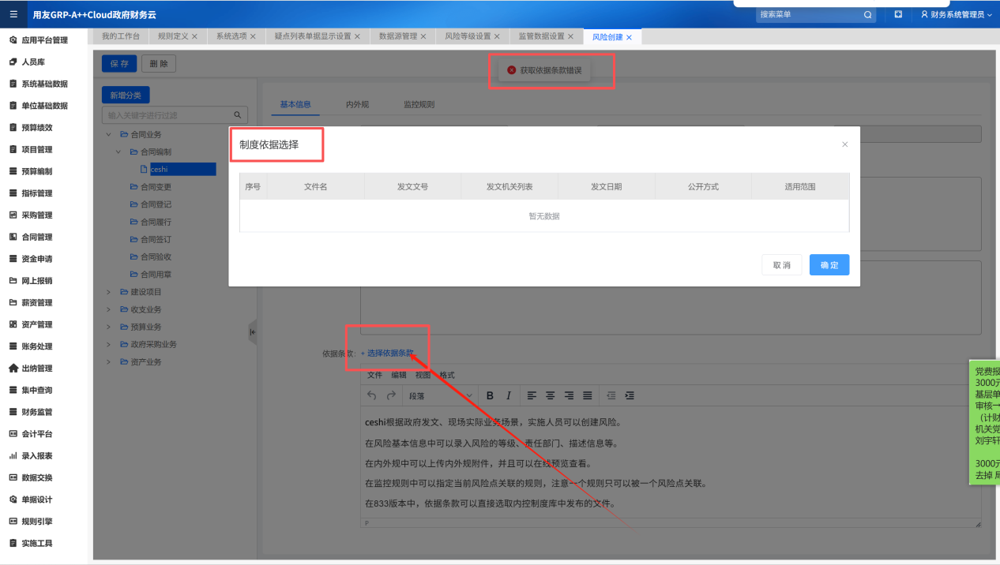 用友GRP-A++Cloud政府财务云
搜索菜单
财务系统管理员
我的工作台
规则定义
系统选项
疑点列表单据显示设置
数据源管理
风险等级设置
监管数据设置
风险创建
应用平台管理
人员库
系统基础数据
单位基础数据
预算绩效
项目管理
预算编制
指标管理
采购管理
合同管理
资金申请
网上报销
薪资管理
资产管理
账务处理
出纳管理
集中查询
财务监管
会计平台
录入报表
数据交换
单据设计
规则引擎
实施工具
保存
删除
获取依据条款错误
新增分类
输入关键字进行过滤
合同业务
合同编制
ceshi
合同变更
合同登记
合同履行
合同签订
合同验收
合同用章
建设项目
收支业务
预算业务
政府采购业务
资产业务
基本信息
内外规
监控规则
制度依据选择
序号
文件名
发文文号
发文机关列表
发文日期
公开方式
适用范围
暂无数据
取消
确定
依据条款:
+ 选择依据条款
文件 编辑 视图 格式
段落
B I
ceshi根据政府发文、现场实际业务场景，实施人员可以创建风险。
在风险基本信息中可以录入风险的等级、责任部门、描述信息等。
在内外规中可以上传内外规附件，并且可以在线预览查看。
在监控规则中可以指定当前风险点关联的规则，注意一个规则只可以被一个风险点关联。
在833版本中，依据条款可以直接选取内控制度库中发布的文件。
P
党费报
3000元
基层单
审核一
（计财
机关党
刘宇轩
3000元
去掉 局